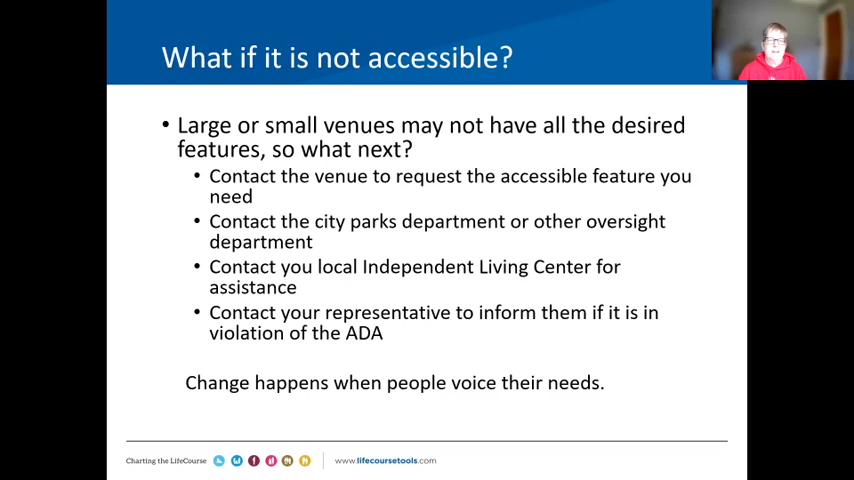 What if it is not accessible?
• Large or small venues may not have all the desired
features, so what next?
• Contact the venue to request the accessible feature you
need
• Contact the city parks department or other oversight
department
• Contact you local Independent Living Center for
assistance
• Contact your representative to inform them if it is in
violation of the ADA
Change happens when people voice their needs.
Charting the LifeCourse
www.lifecoursetools.com